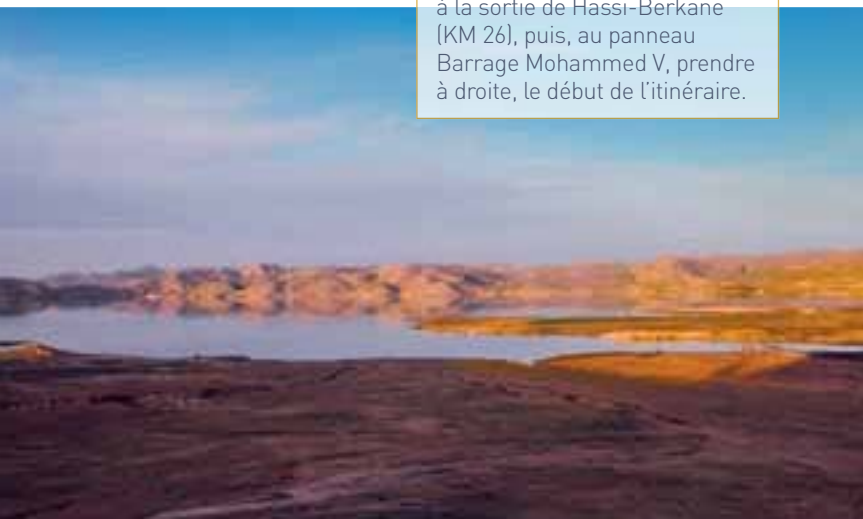 à la sortie de Hassi-Berkane
(KM 26), puis, au panneau
Barrage Mohammed V, prendre
à droite, le début de l’itinéraire.